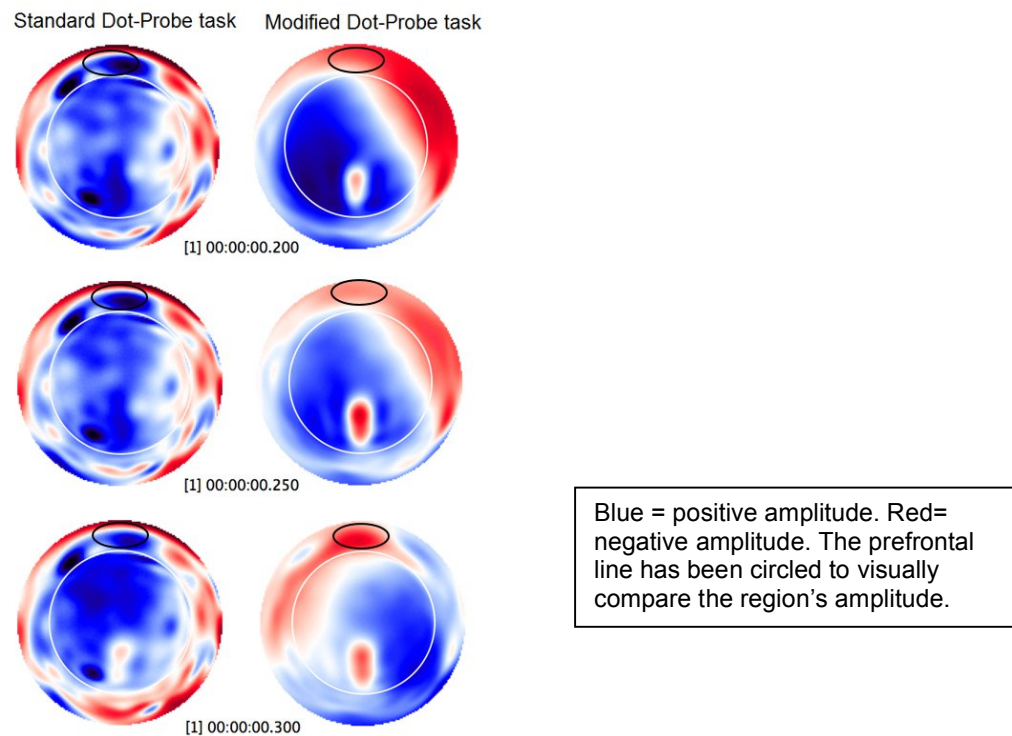 Standard Dot-Probe task Modified Dot-Probe task
[1] 00:00:00.200
[1] 00:00:00.250
[1] 00:00:00.300
Blue = positive amplitude. Red=
negative amplitude. The prefrontal
line has been circled to visually
compare the region's amplitude.